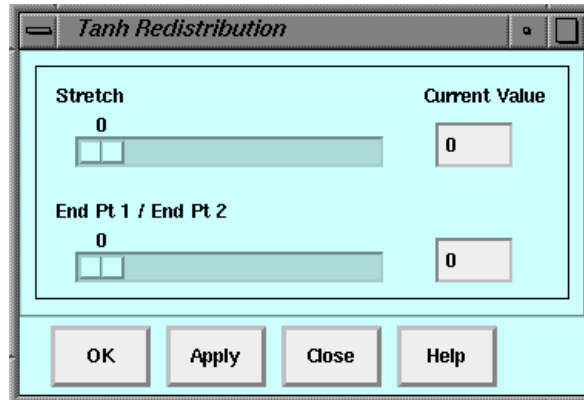 Tanh Redistribution
Stretch Current Value
0
0
End Pt 1 / End Pt 2
0
0
OK Apply Close Help